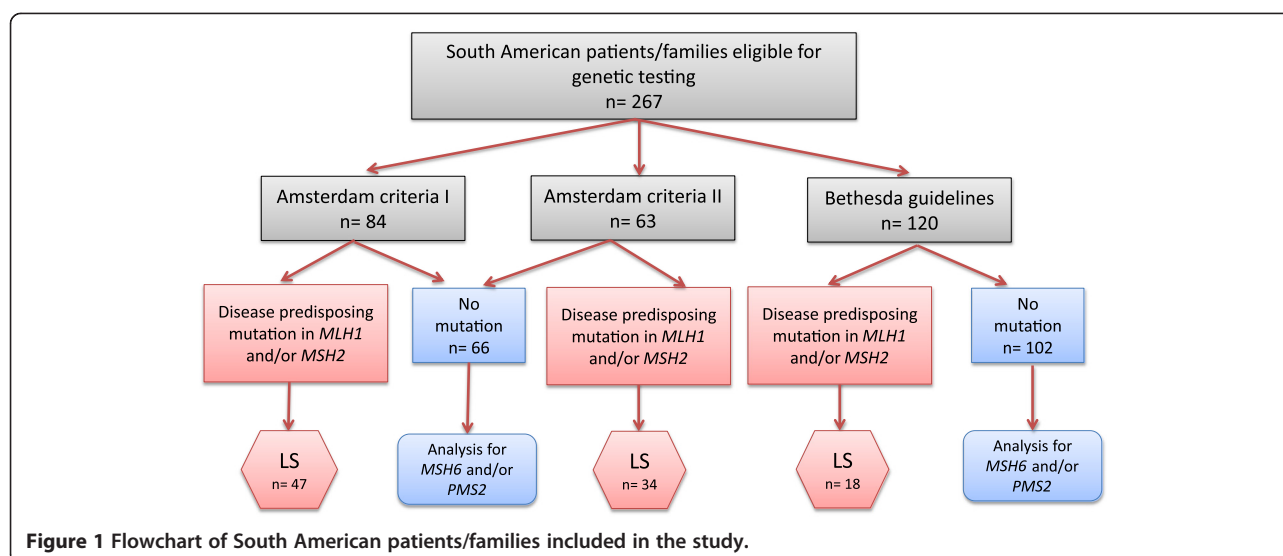 South American patients/families eligible for
genetic testing
n= 267
Amsterdam criteria I
n= 84
Amsterdam criteria II
n= 63
Bethesda guidelines
n= 120
Disease predisposing
mutation in MLH1
and/or MSH2
No
mutation
n= 66
Disease predisposing
mutation in MLH1
and/or MSH2
Disease predisposing
mutation in MLH1
and/or MSH2
No
mutation
n= 102
LS
n= 47
Analysis for
MSH6 and/or
PMS2
LS
n= 34
LS
n= 18
Analysis for
MSH6 and/or
PMS2
Figure 1 Flowchart of South American patients/families included in the study.